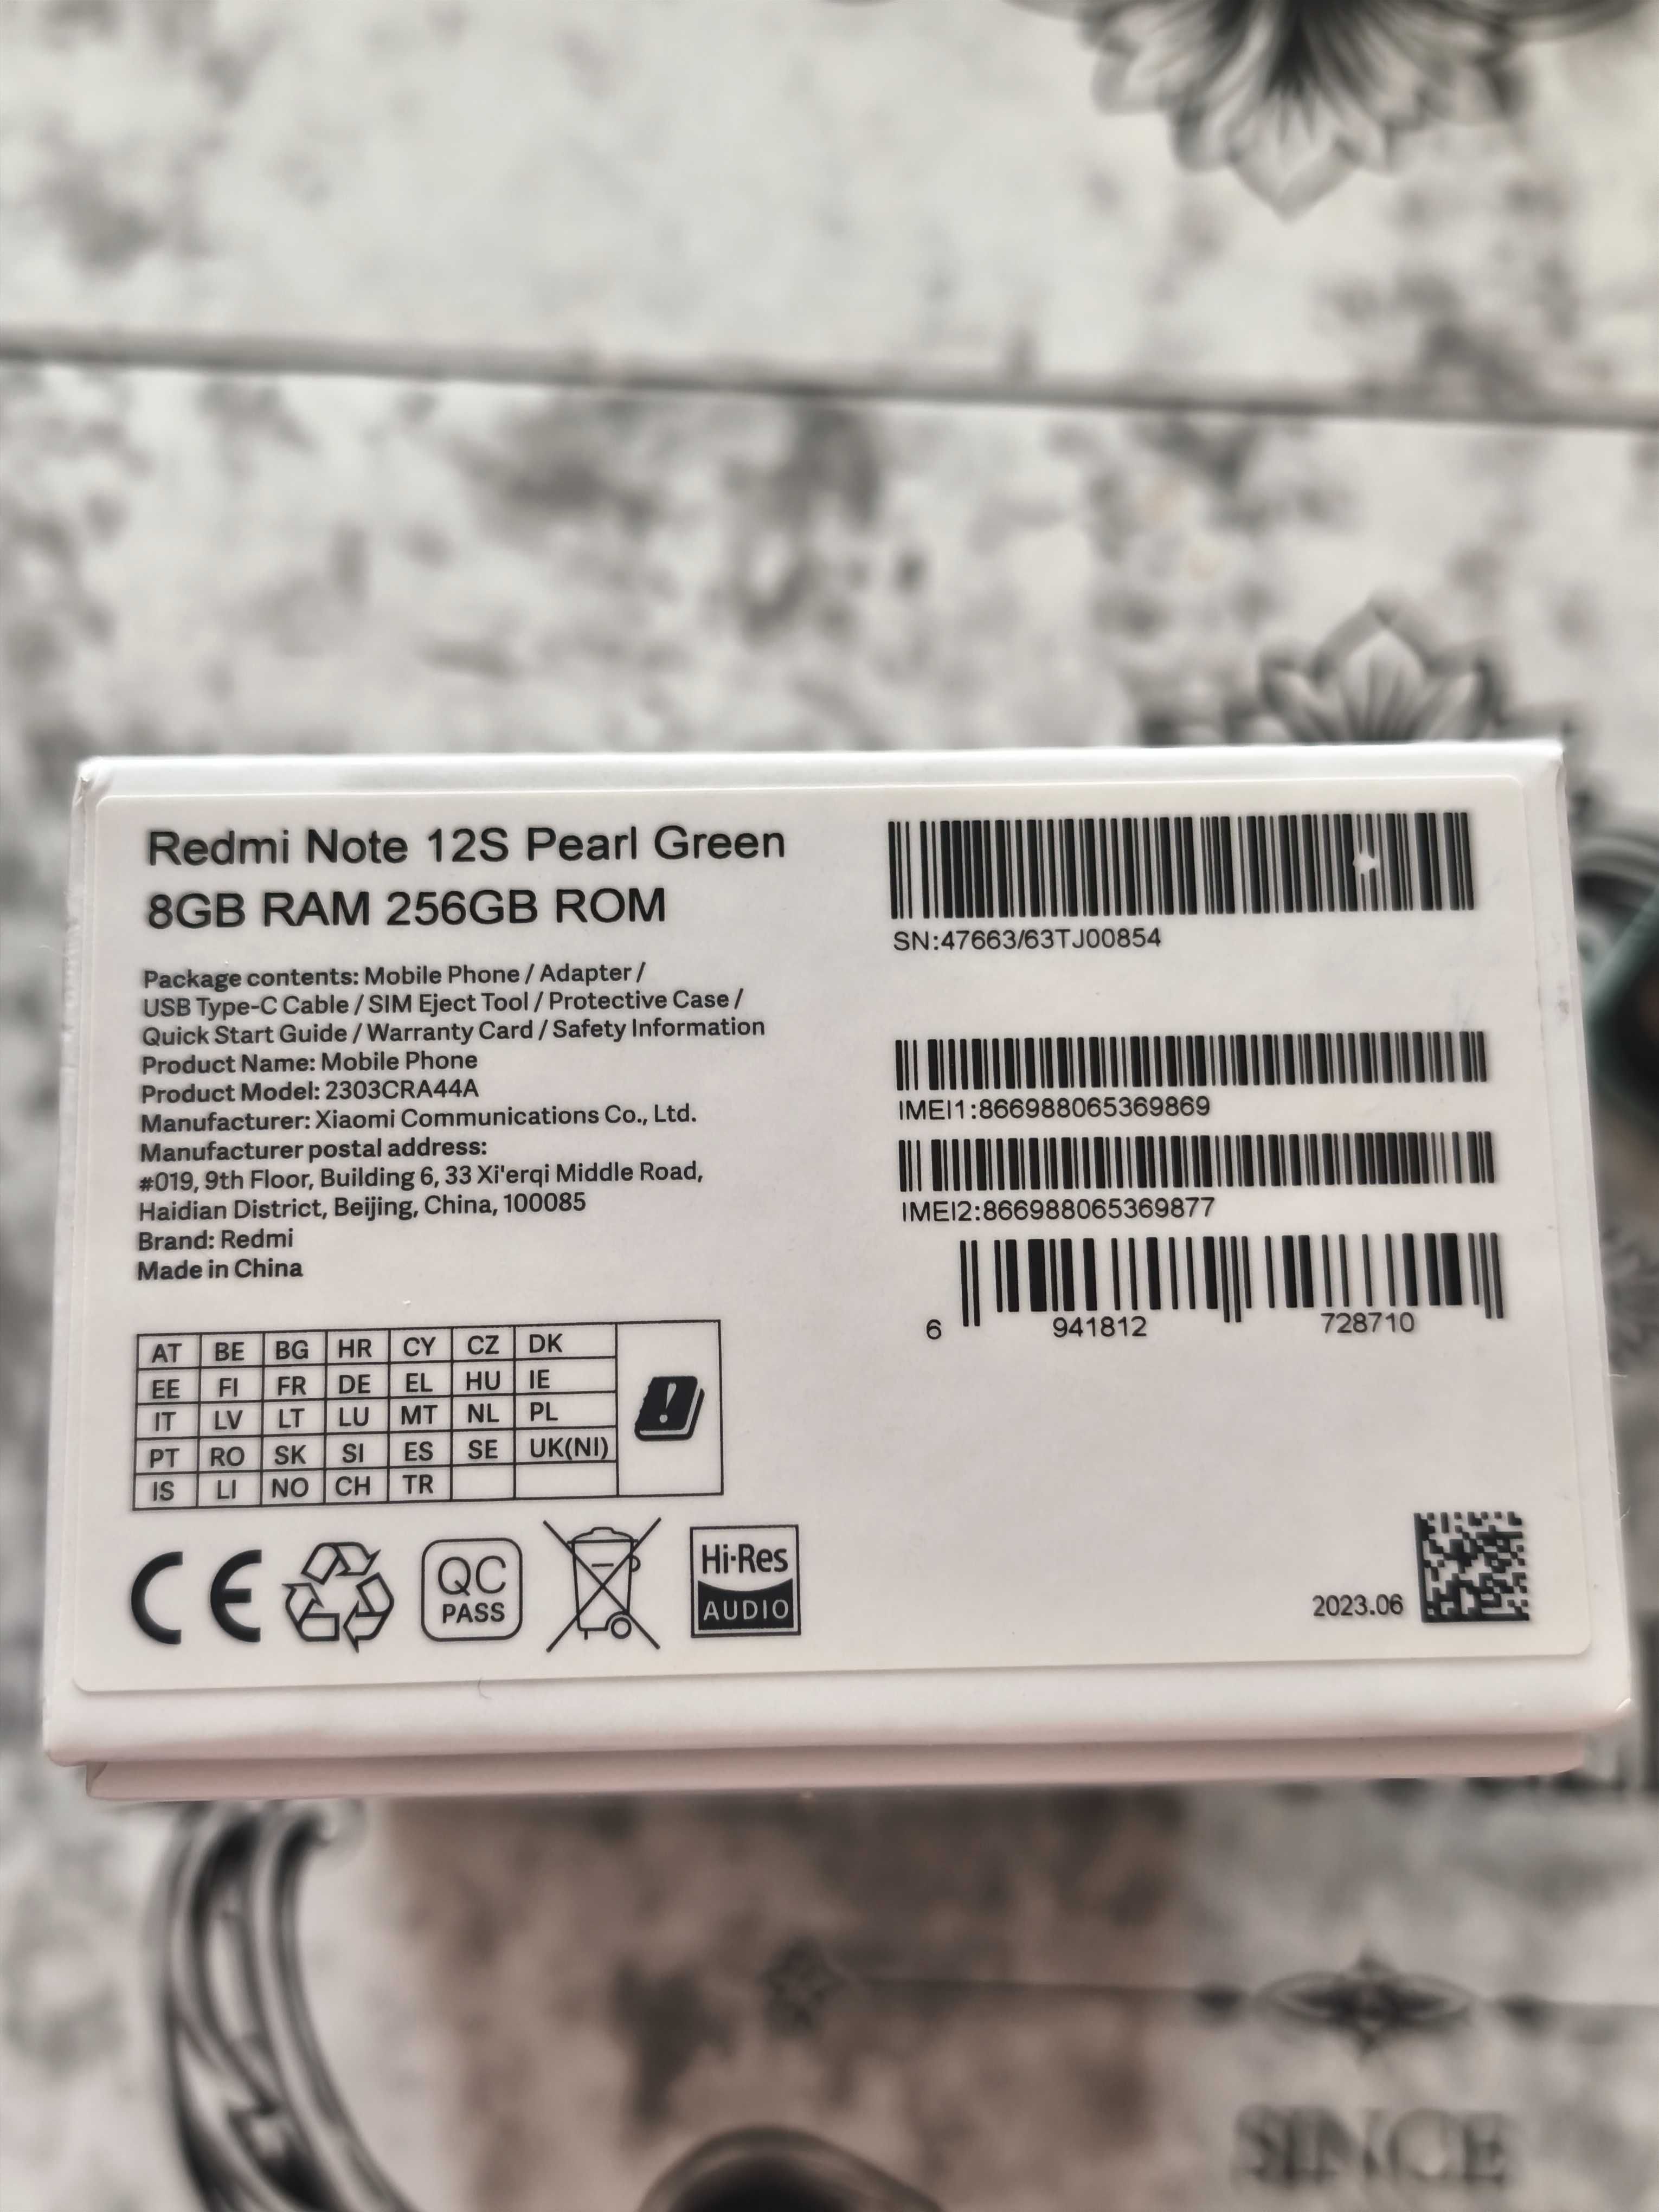 Redmi Note 12S Pearl Green
8GB RAM 256GB ROM
Package contents: Mobile Phone / Adapter /
USB Type-C Cable / SIM Eject Tool / Protective Case /
Quick Start Guide / Warranty Card / Safety Information
Product Name: Mobile Phone
Product Model: 2303CRA44A
Manufacturer: Xiaomi Communications Co., Ltd.
Manufacturer postal address:
#019, 9th Floor, Building 6, 33 Xi'erqi Middle Road,
Haidian District, Beijing, China, 100085
Brand: Redmi
Made in China
AT BE BG HR CY CZ DK
EE FI FR DE EL HU IE
IT LV LT LU MT NL PL
PT RO SK SI ES SE UK(NI)
IS LI NO CH TR
CE
QC
PASS
Hi-Res
AUDIO
SN:47663/63TJ00854
IMEI1:866988065369869
IMEI2:866988065369877
6 941812 728710
2023.06
SINCE